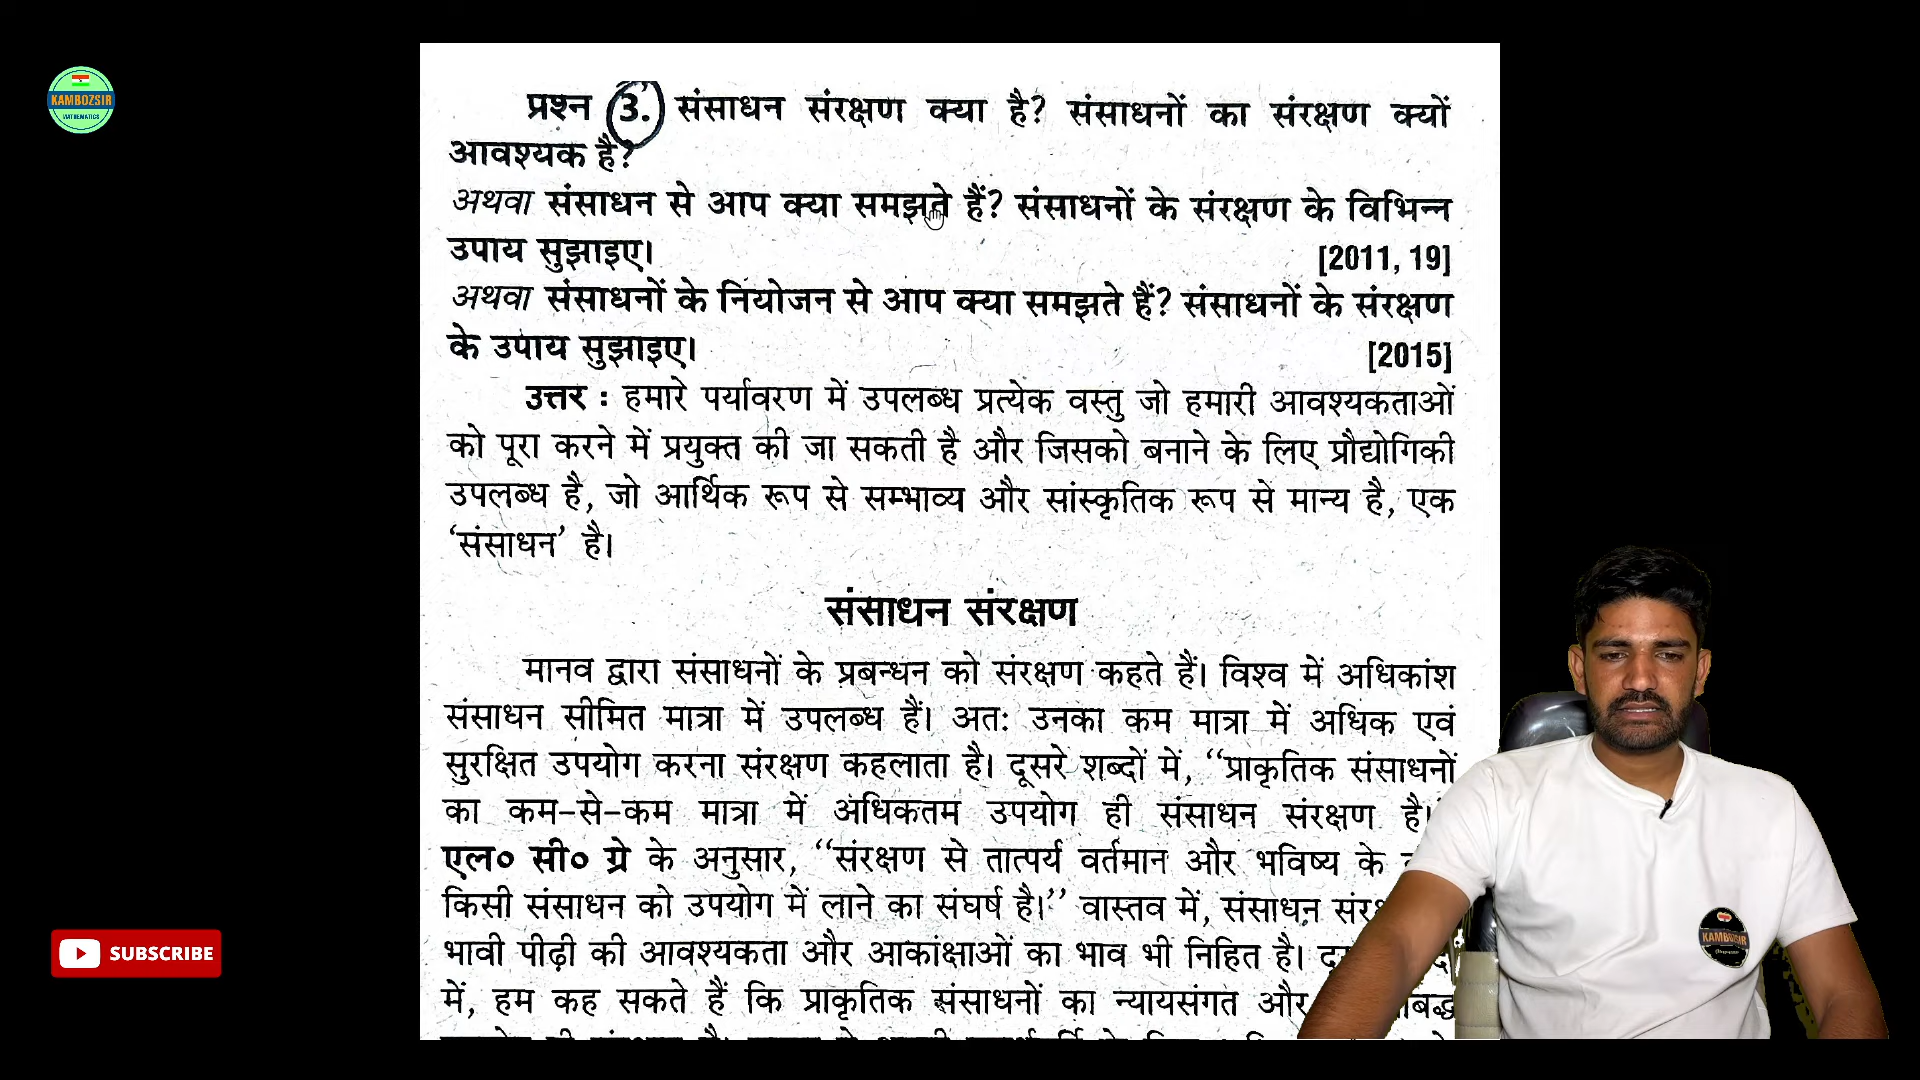 KAMBOZSIR
MATHEMATICS
प्रश्न 3. संसाधन संरक्षण क्या है? संसाधनों का संरक्षण क्यों
आवश्यक है?
अथवा संसाधन से आप क्या समझते हैं? संसाधनों के संरक्षण के विभिन्न
उपाय सुझाइए। [2011, 19]
अथवा संसाधनों के नियोजन से आप क्या समझते हैं? संसाधनों के संरक्षण
के उपाय सुझाइए। [2015]
उत्तर : हमारे पर्यावरण में उपलब्ध प्रत्येक वस्तु जो हमारी आवश्यकताओं
को पूरा करने में प्रयुक्त की जा सकती है और जिसको बनाने के लिए प्रौद्योगिकी
उपलब्ध है, जो आर्थिक रूप से सम्भाव्य और सांस्कृतिक रूप से मान्य है, एक
‘संसाधन’ है।
संसाधन संरक्षण
मानव द्वारा संसाधनों के प्रबन्धन को संरक्षण कहते हैं। विश्व में अधिकांश
संसाधन सीमित मात्रा में उपलब्ध हैं। अतः उनका कम मात्रा में अधिक एवं
सुरक्षित उपयोग करना संरक्षण कहलाता है। दूसरे शब्दों में, ‘‘प्राकृतिक संसाधनों
का कम-से-कम मात्रा में अधिकतम उपयोग ही संसाधन संरक्षण है।
एल० सी० ग्रे के अनुसार, ‘‘संरक्षण से तात्पर्य वर्तमान और भविष्य के
किसी संसाधन को उपयोग में लाने का संघर्ष है।’’ वास्तव में, संसाधन
भावी पीढ़ी की आवश्यकता और आकांक्षाओं का भाव भी निहित है।
में, हम कह सकते हैं कि प्राकृतिक संसाधनों का न्यायसंगत और
SUBSCRIBE
KAMBOZSIR